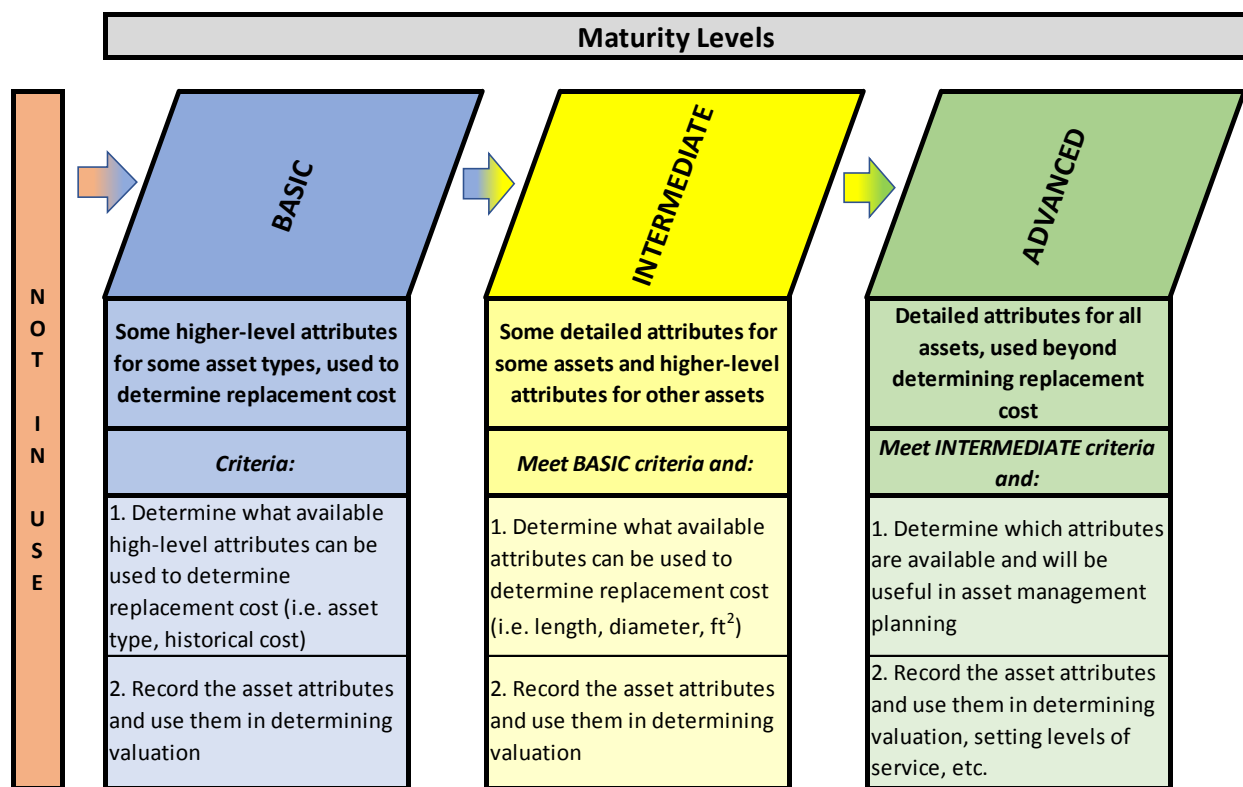 Maturity Levels
NOT IN USE
BASIC
INTERMEDIATE
ADVANCED
Some higher-level attributes
for some asset types, used to
determine replacement cost
Criteria:
1. Determine what available
high-level attributes can be
used to determine
replacement cost (i.e. asset
type, historical cost)
2. Record the asset attributes
and use them in determining
valuation
Some detailed attributes for
some assets and higher-level
attributes for other assets
Meet BASIC criteria and:
1. Determine what available
attributes can be used to
determine replacement cost
(i.e. length, diameter, ft²)
2. Record the asset attributes
and use them in determining
valuation
Detailed attributes for all
assets, used beyond
determining replacement
cost
Meet INTERMEDIATE criteria
and:
1. Determine which attributes
are available and will be
useful in asset management
planning
2. Record the asset attributes
and use them in determining
valuation, setting levels of
service, etc.